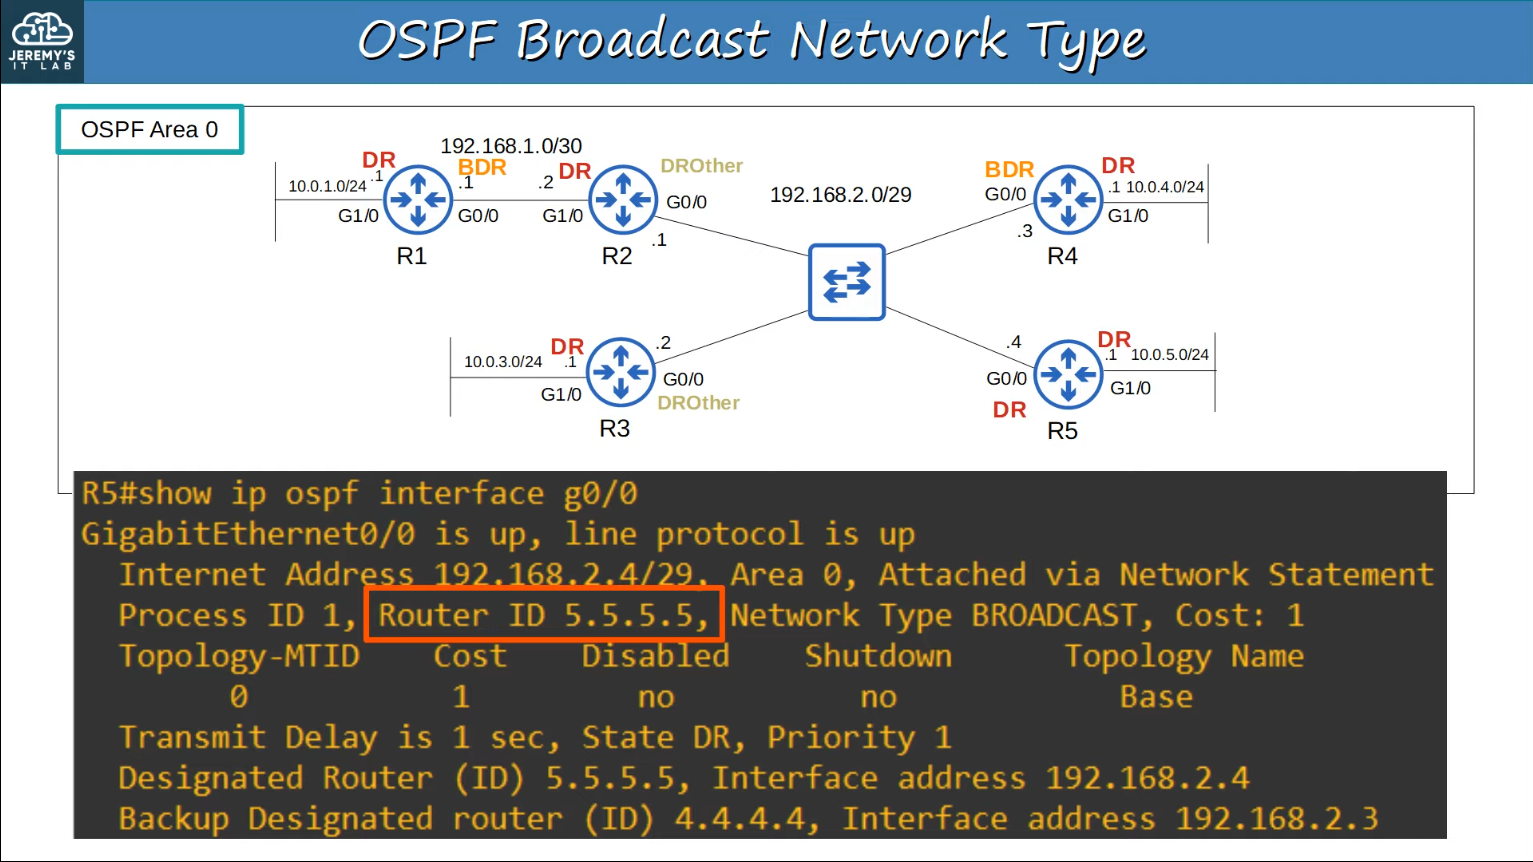 JEREMY'S
IT LAB
OSPF Broadcast Network Type
OSPF Area 0
192.168.1.0/30
DR
BDR
DR
DROther
10.0.1.0/24
.1
.1
.2
G1/0
G0/0
G1/0
G0/0
.1
R1
R2
192.168.2.0/29
BDR
DR
G0/0
.1
10.0.4.0/24
G1/0
.3
R4
DR
.2
10.0.3.0/24
.1
G1/0
G0/0
DROther
R3
.4
DR
.1
10.0.5.0/24
G0/0
G1/0
DR
R5
R5#show ip ospf interface g0/0
GigabitEthernet0/0 is up, line protocol is up
Internet Address 192.168.2.4/29, Area 0, Attached via Network Statement
Process ID 1, Router ID 5.5.5.5, Network Type BROADCAST, Cost: 1
Topology-MTID Cost Disabled Shutdown Topology Name
0 1 no no Base
Transmit Delay is 1 sec, State DR, Priority 1
Designated Router (ID) 5.5.5.5, Interface address 192.168.2.4
Backup Designated router (ID) 4.4.4.4, Interface address 192.168.2.3